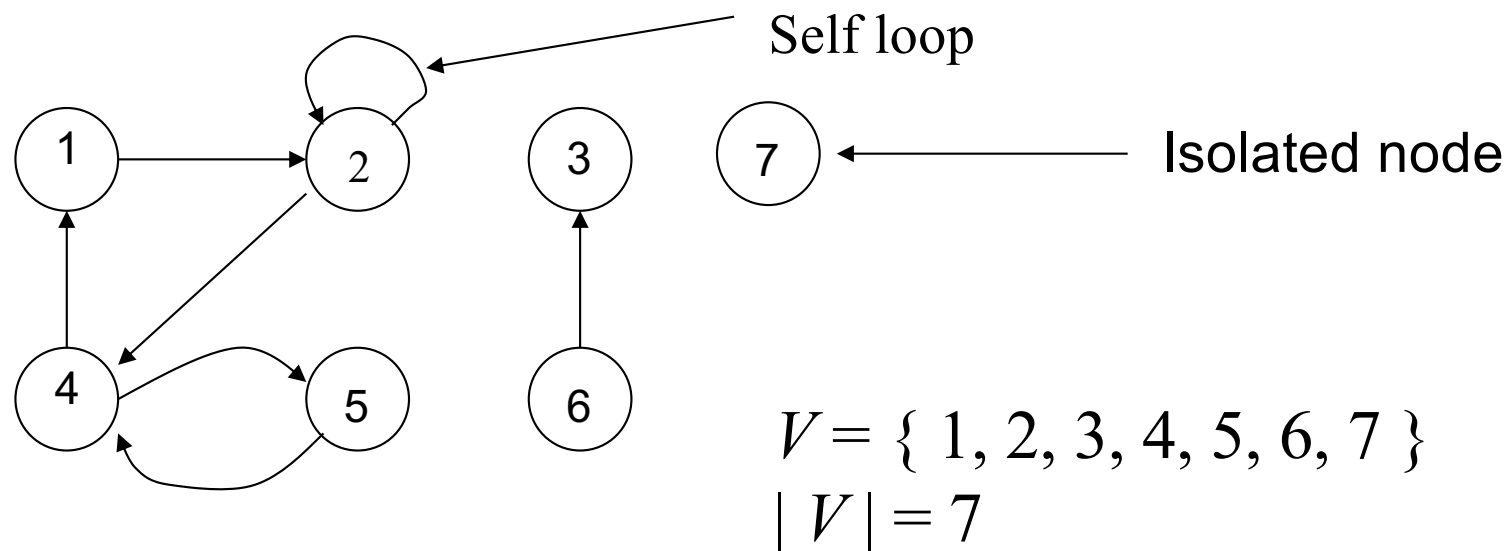 Self loop
1
2
3
7
Isolated node
4
5
6
V = { 1, 2, 3, 4, 5, 6, 7 }
| V | = 7